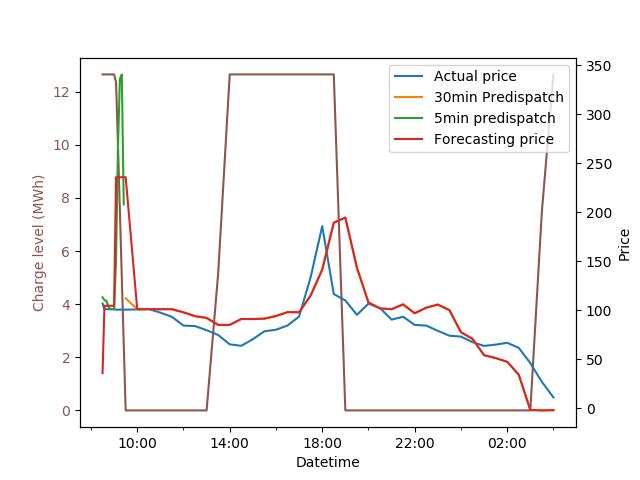 Actual price
30min Predispatch
5min predispatch
Forecasting price
Charge level (MWh)
12
10
8
6
4
2
0
350
300
250
200
150
100
50
0
Price
10:00 14:00 18:00 22:00 02:00
Datetime